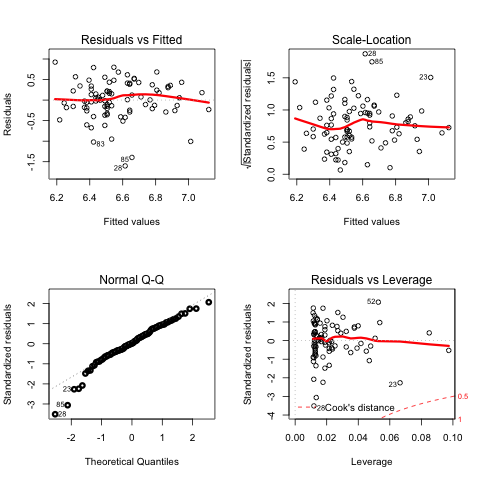 Residuals vs Fitted
Residuals
0.5
-0.5
-1.5
83
85
28
6.2 6.4 6.6 6.8 7.0
Fitted values
Scale-Location
√|Standardized residuals|
0.0 0.5 1.0 1.5
28
85
23
6.2 6.4 6.6 6.8 7.0
Fitted values
Normal Q-Q
Standardized residuals
-3 -2 -1 0 1 2
23
85
28
-2 -1 0 1 2
Theoretical Quantiles
Residuals vs Leverage
Standardized residuals
-4 -3 -2 -1 0 1 2
52
23
28
Cook's distance
0.5
1
0.00 0.02 0.04 0.06 0.08 0.10
Leverage